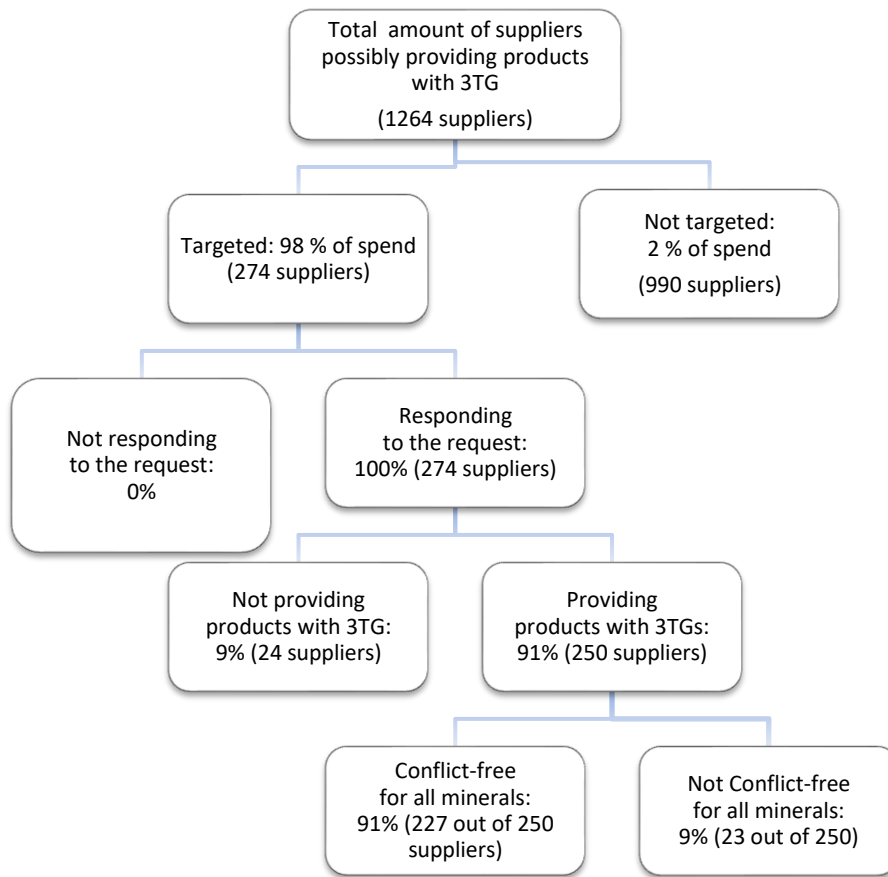 Total amount of suppliers
possibly providing products
with 3TG
(1264 suppliers)
Targeted: 98 % of spend
(274 suppliers)
Not targeted:
2 % of spend
(990 suppliers)
Not responding
to the request:
0%
Responding
to the request:
100% (274 suppliers)
Not providing
products with 3TG:
9% (24 suppliers)
Providing
products with 3TGs:
91% (250 suppliers)
Conflict-free
for all minerals:
91% (227 out of 250
suppliers)
Not Conflict-free
for all minerals:
9% (23 out of 250)